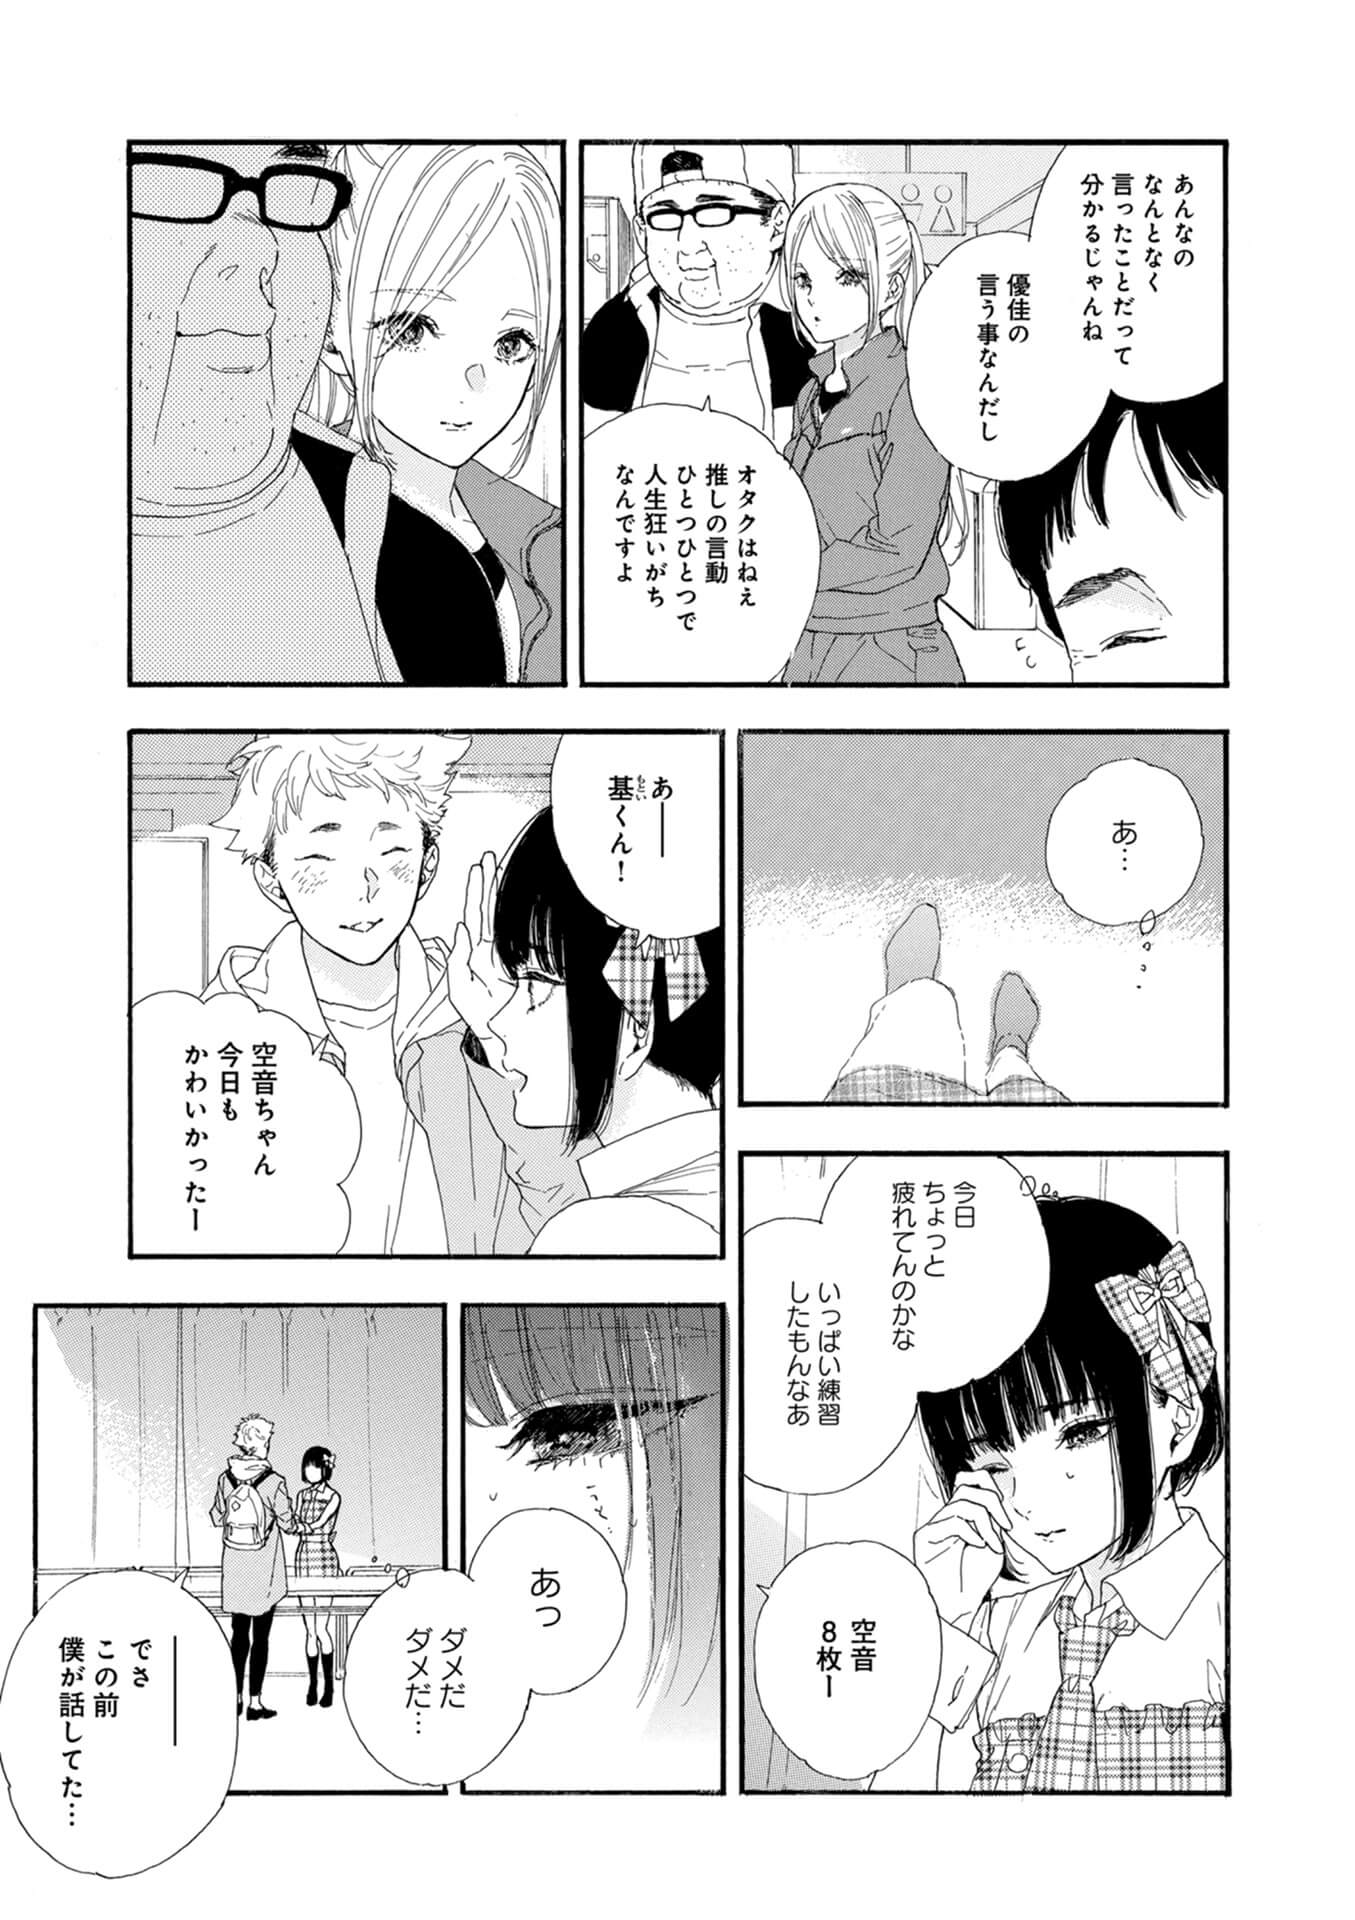 あんなの
なんとなく
言ったことだって
分かるじゃんね
優佳の
言う事なんだし
オタクはねえ
推しの言動
ひとつひとつで
人生狂いがち
なんですよ
あ…
今日
ちょっと
疲れてんのかな
いっぱい練習
したもんなあ
空音
8枚ー
あ――
基くん！
もとい
空音ちゃん
今日も
かわいかったー
あっ
ダメだ
ダメだ…
――
でさ
この前
僕が話してた…